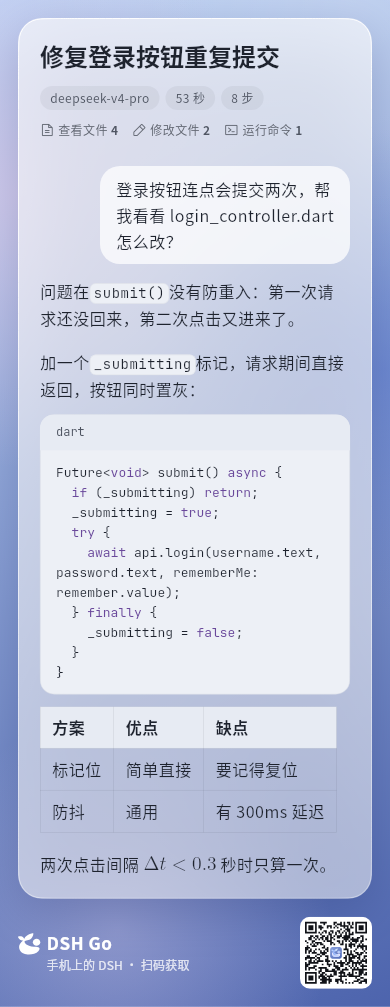 修复登录按钮重复提交
deepseek-v4-pro 53 秒 8 步
查看文件 4 修改文件 2 运行命令 1
登录按钮连点会提交两次，帮
我看看 login_controller.dart
怎么改？
问题在 submit() 没有防重入：第一次请
求还没回来，第二次点击又进来了。
加一个 _submitting 标记，请求期间直接
返回，按钮同时置灰：
dart
Future<void> submit() async {
  if (_submitting) return;
  _submitting = true;
  try {
    await api.login(username.text,
password.text, rememberMe:
remember.value);
  } finally {
    _submitting = false;
  }
}
方案 优点 缺点
标记位 简单直接 要记得复位
防抖 通用 有 300ms 延迟
两次点击间隔 Δt < 0.3 秒时只算一次。
DSH Go
手机上的 DSH · 扫码获取